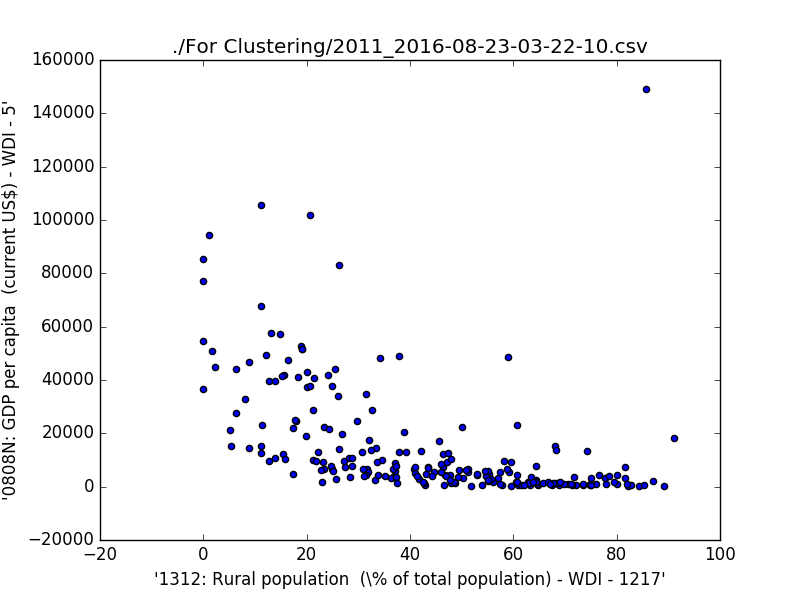 ./For Clustering/2011_2016-08-23-03-22-10.csv
160000
140000
120000
100000
80000
60000
40000
20000
0
−20000
'0808N: GDP per capita  (current US$) - WDI - 5'
−20 0 20 40 60 80 100
'1312: Rural population  (\% of total population) - WDI - 1217'